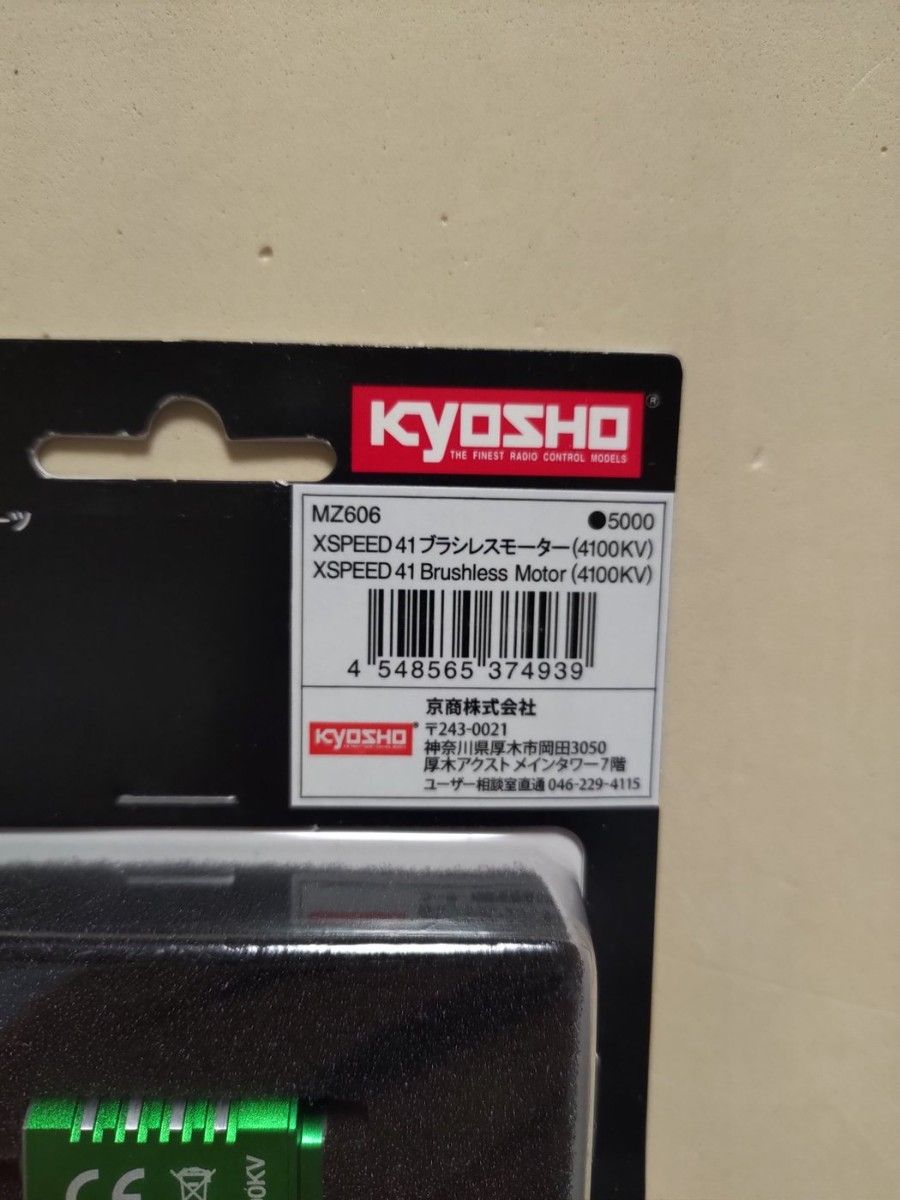 KYOSHO ®
THE FINEST RADIO CONTROL MODELS
ーツ
MZ606 ●5000
XSPEED 41 ブラシレスモーター (4100KV)
XSPEED 41 Brushless Motor (4100KV)
4 548565 374939
京商株式会社
KYOSHO ®
〒243-0021
神奈川県厚木市岡田3050
厚木アクスト メインタワー 7階
ユーザー相談室直通 046-229-4115
CE
0KV